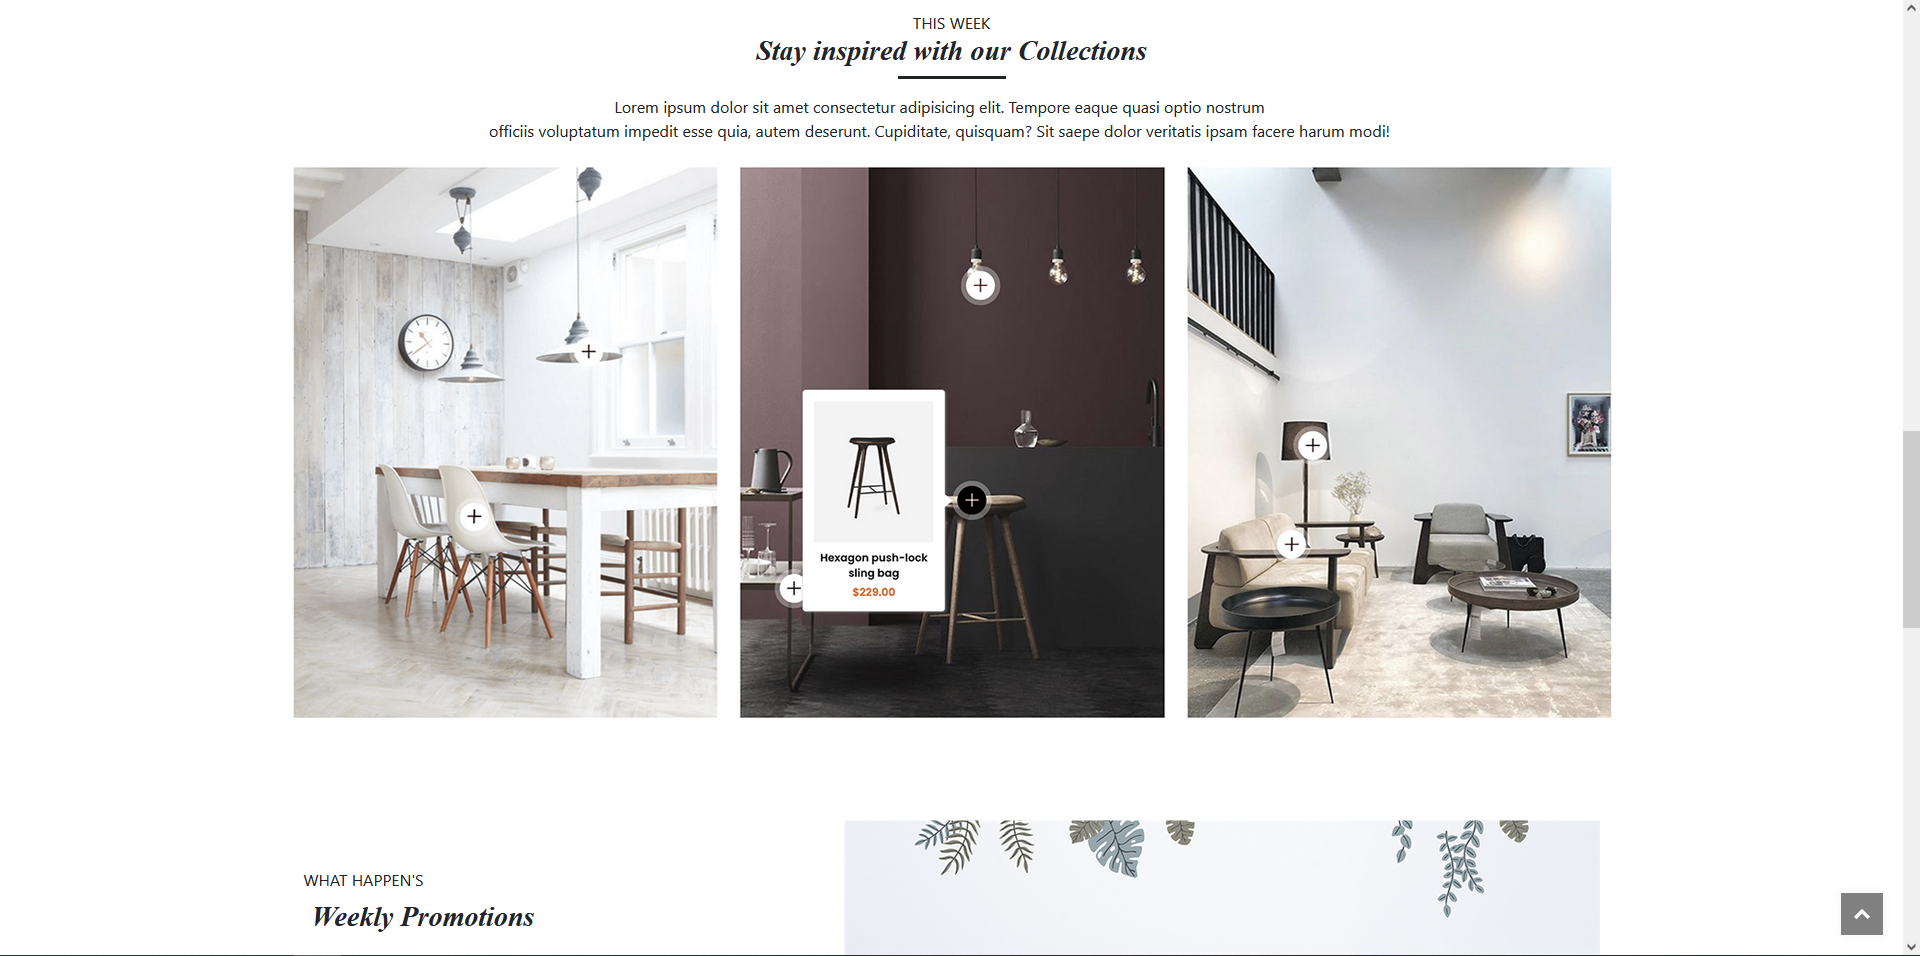 THIS WEEK
Stay inspired with our Collections
Lorem ipsum dolor sit amet consectetur adipisicing elit. Tempore eaque quasi optio nostrum
officiis voluptatum impedit esse quia, autem deserunt. Cupiditate, quisquam? Sit saepe dolor veritatis ipsam facere harum modi!
Hexagon push-lock
sling bag
$229.00
WHAT HAPPEN'S
Weekly Promotions